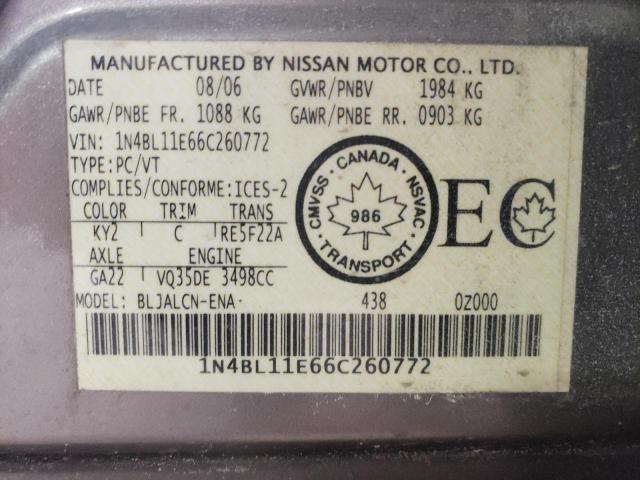 MANUFACTURED BY NISSAN MOTOR CO., LTD.
DATE 08/06 GVWR/PNBV 1984 KG
GAWR/PNBE FR. 1088 KG GAWR/PNBE RR. 0903 KG
VIN: 1N4BL11E66C260772
TYPE:PC/VT
COMPLIES/CONFORME:ICES-2
COLOR TRIM TRANS
KY2 C RE5F22A
AXLE ENGINE
GA22 VQ35DE 3498CC
CMVSS · CANADA · NSVAC · TRANSPORT ·
986
EC
MODEL: BLJALCN-ENA· 438 0Z000
1N4BL11E66C260772